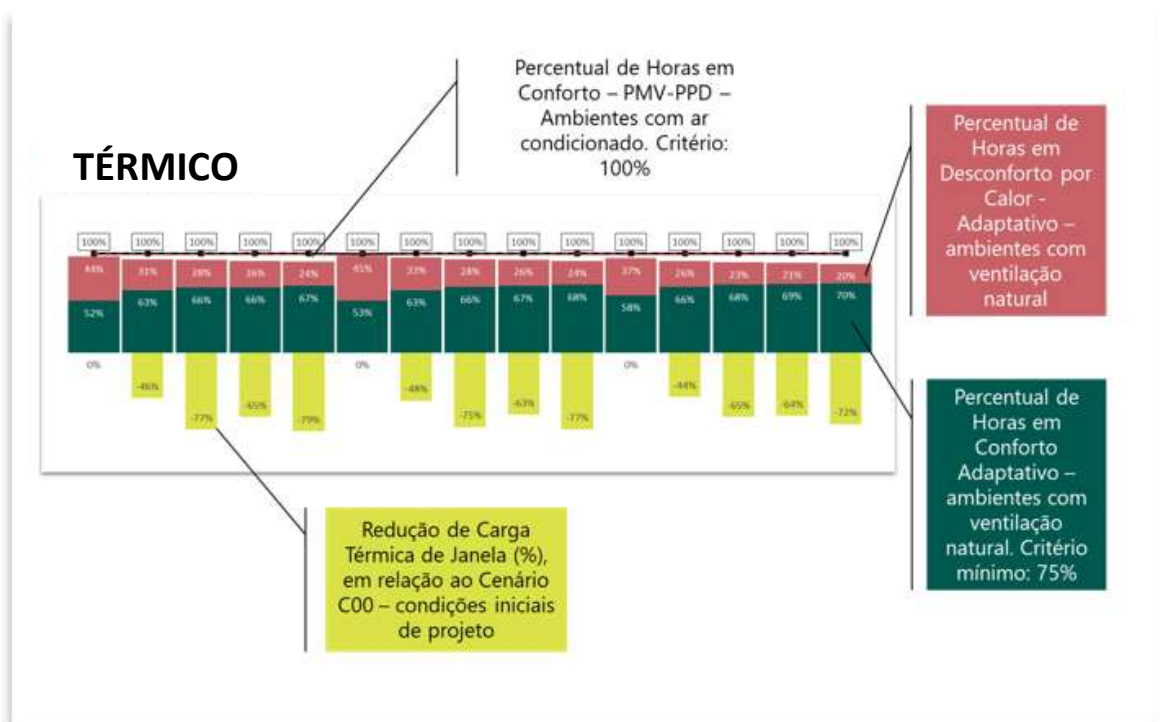 Percentual de Horas em
Conforto – PMV-PPD –
Ambientes com ar
condicionado. Critério:
100%
TÉRMICO
Percentual de
Horas em
Desconforto por
Calor -
Adaptativo –
ambientes com
ventilação
natural
100% 100% 100% 100% 100% 100% 100% 100% 100% 100% 100% 100% 100% 100% 100%
44% 31% 28% 26% 24% 45% 33% 28% 26% 24% 37% 26% 23% 21% 20%
52% 63% 66% 66% 67% 53% 63% 66% 67% 68% 58% 66% 68% 69% 70%
0% 0% 0%
-46% -77% -65% -79% -48% -75% -63% -77% -44% -65% -64% -72%
Percentual de
Horas em
Conforto
Adaptativo –
ambientes com
ventilação
natural. Critério
mínimo: 75%
Redução de Carga
Térmica de Janela (%),
em relação ao Cenário
C00 – condições iniciais
de projeto